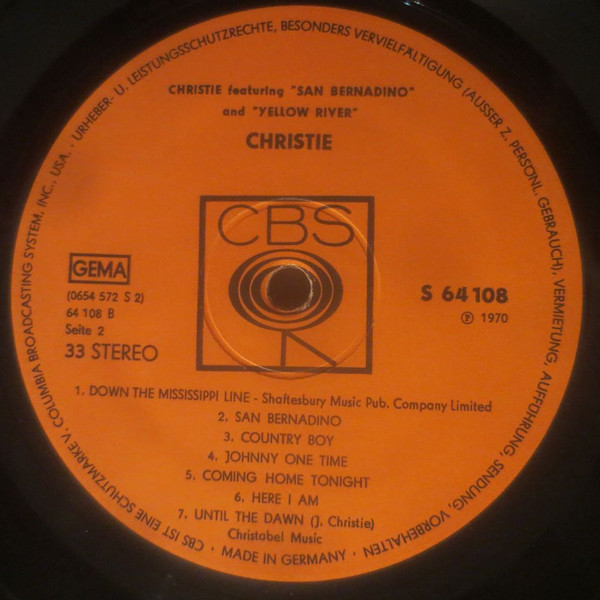 URHEBER- U. LEISTUNGSSCHUTZRECHTE, BESONDERS VERVIELFÄLTIGUNG (AUSSER Z. PERSÖNL. GEBRAUCH), VERMIETUNG, AUFFÜHRUNG, SENDUNG, VORBEHALTEN
CHRISTIE featuring "SAN BERNADINO"
and "YELLOW RIVER"
CHRISTIE
CBS
GEMA
(0654 572 S 2)
64 108 B
Seite 2
33 STEREO
S 64 108
℗ 1970
1. DOWN THE MISSISSIPPI LINE - Shaftesbury Music Pub. Company Limited
2. SAN BERNADINO
3. COUNTRY BOY
4. JOHNNY ONE TIME
5. COMING HOME TONIGHT
6. HERE I AM
7. UNTIL THE DAWN (J. Christie)
Christabel Music
· CBS IST EINE SCHUTZMARKE V. COLUMBIA BROADCASTING SYSTEM, INC., USA.,
· MADE IN GERMANY ·